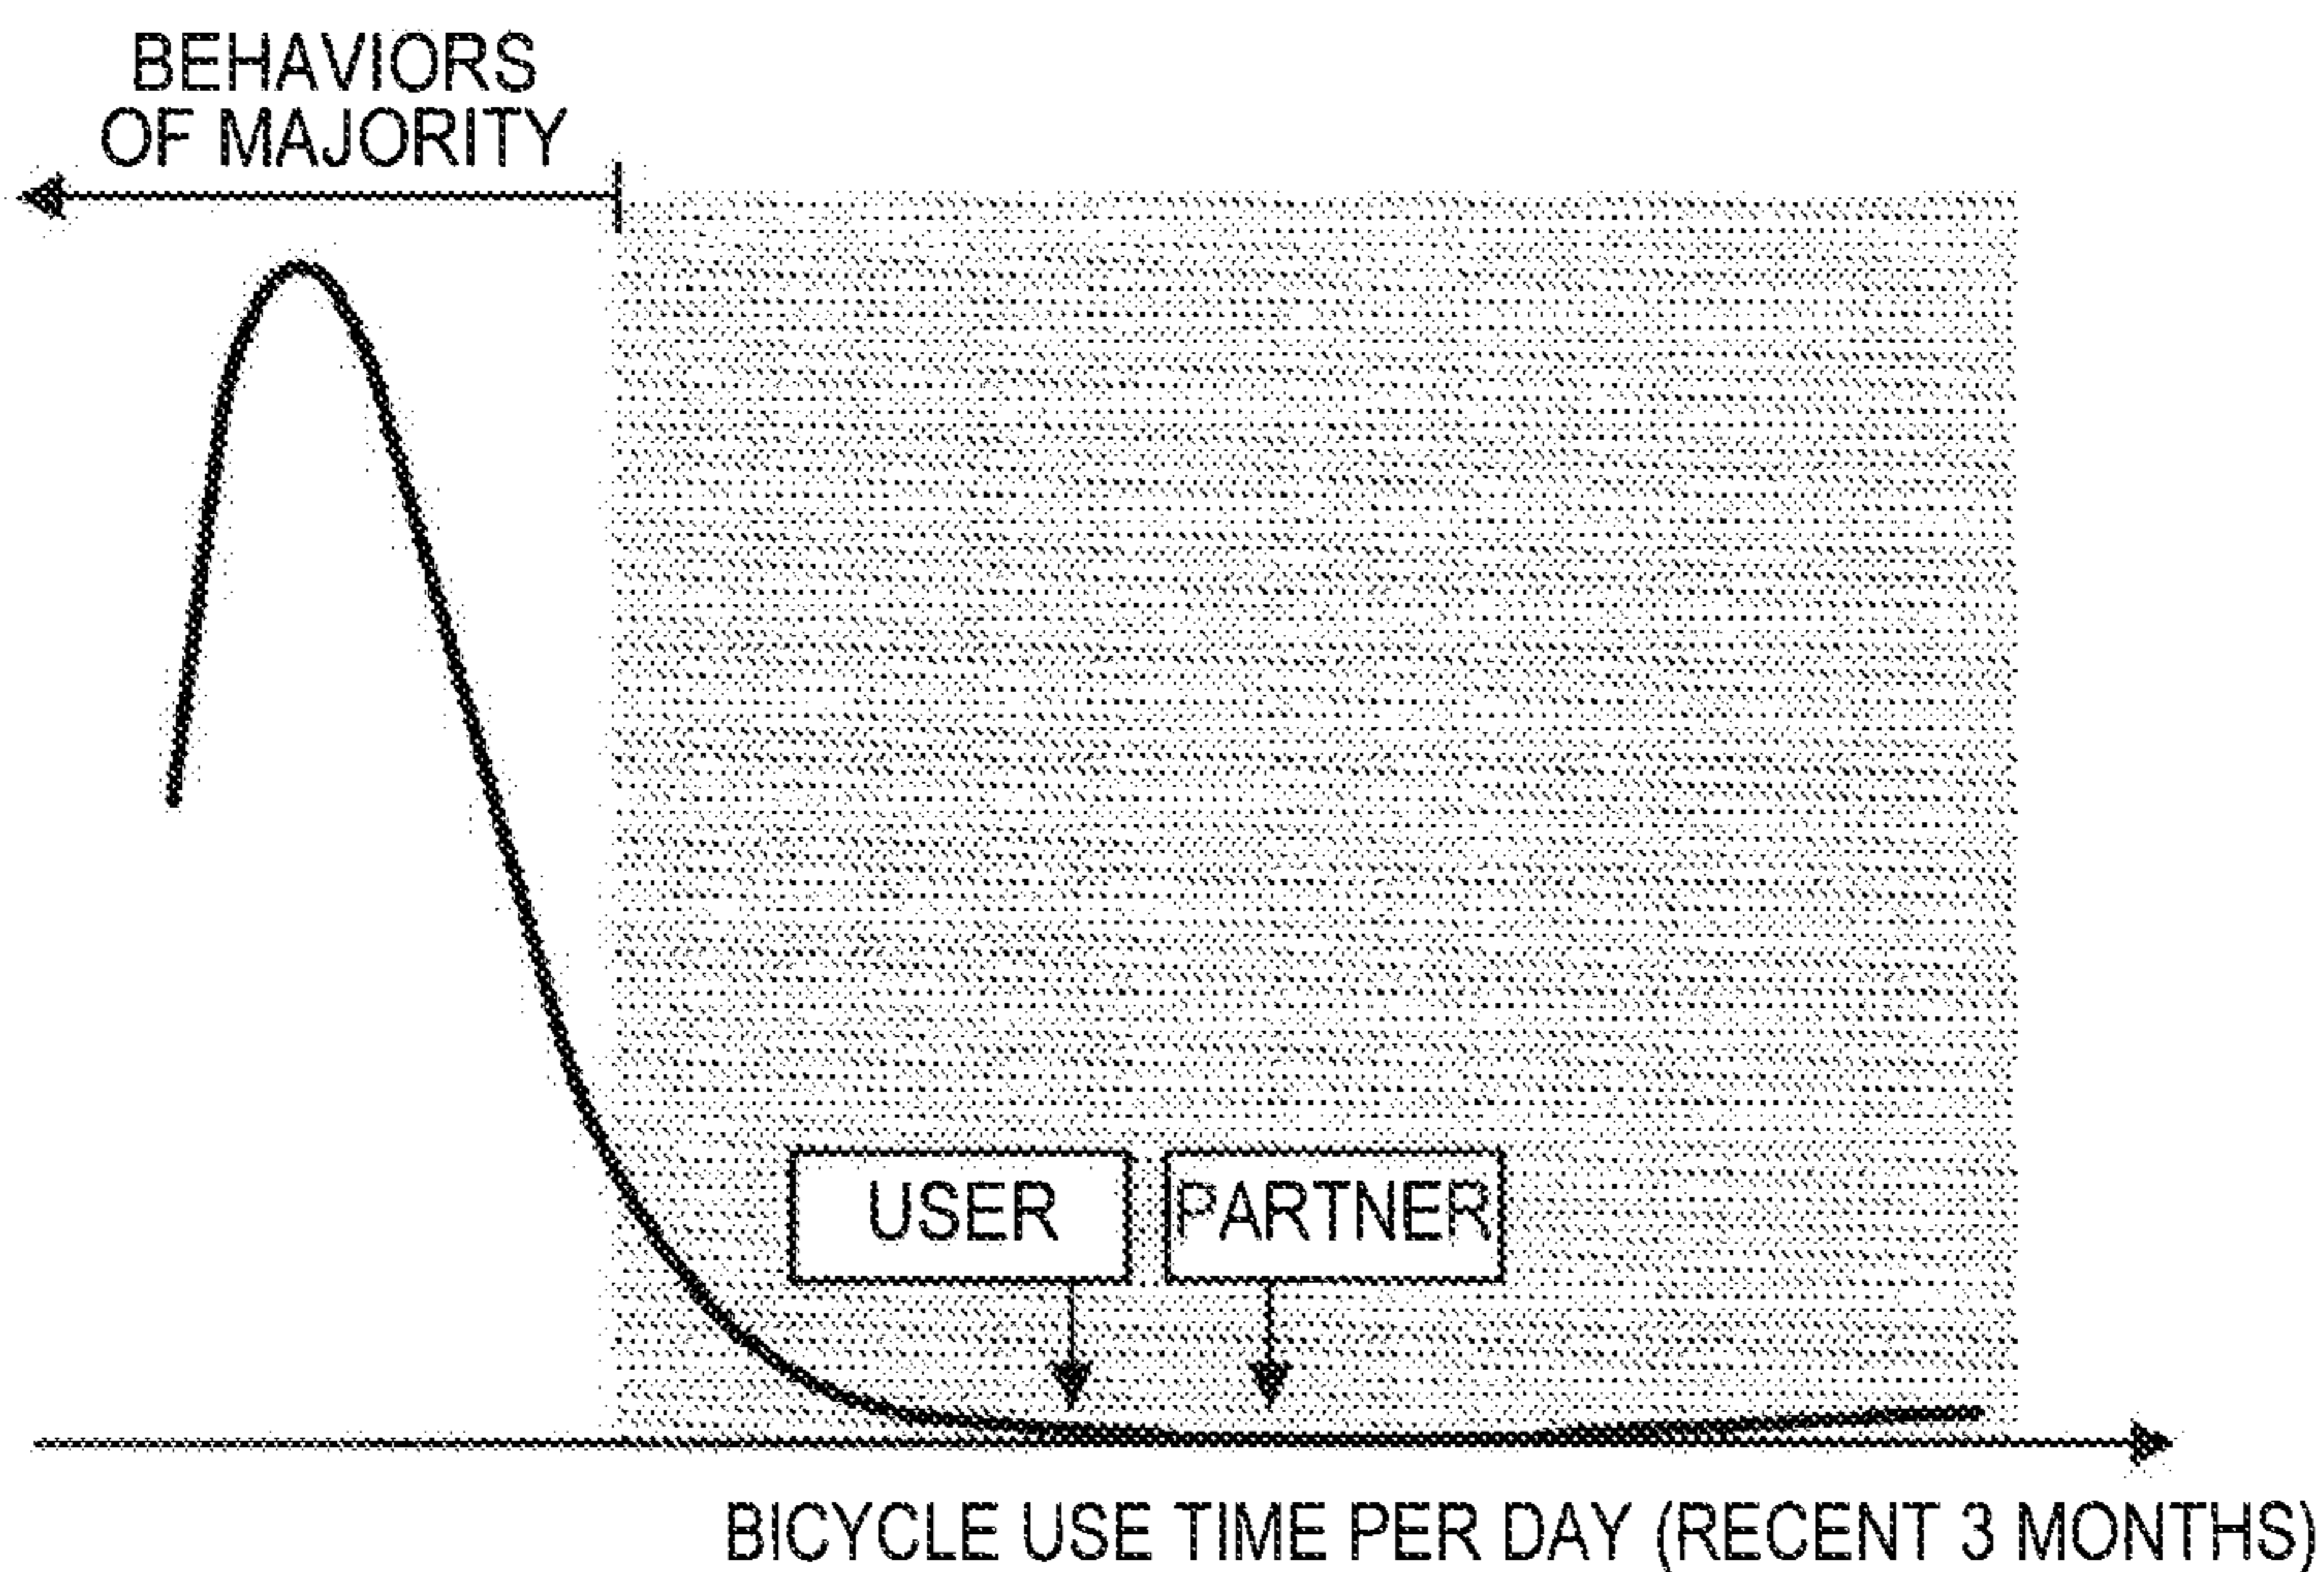 BEHAVIORS
OF MAJORITY
USER
PARTNER
BICYCLE USE TIME PER DAY (RECENT 3 MONTHS)